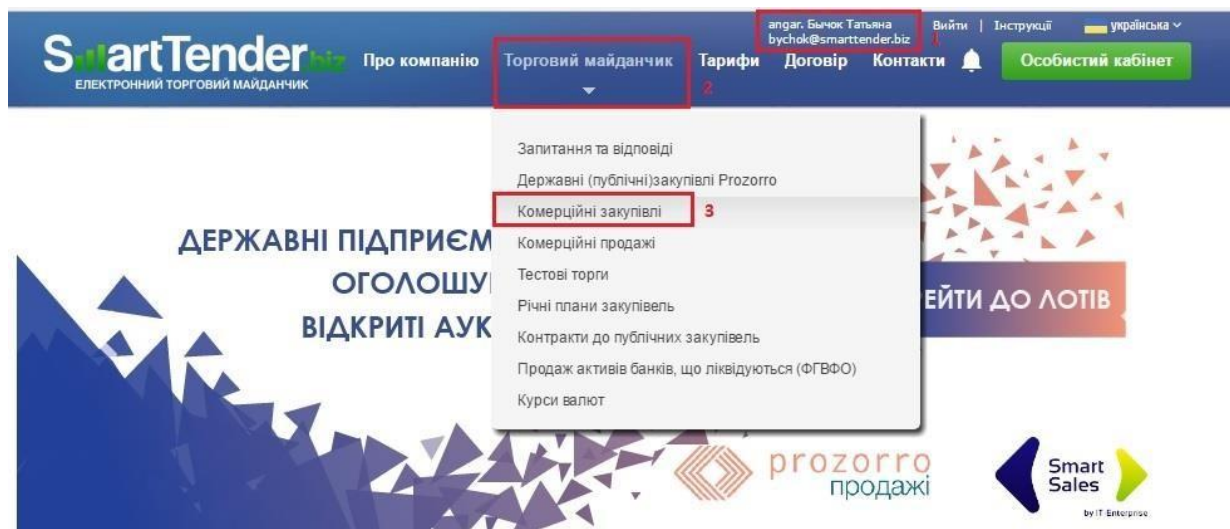 angar. Бычок Татьяна
bychok@smarttender.biz
1
Вийти | Інструкції
українська
SmartTender.biz
ЕЛЕКТРОННИЙ ТОРГОВИЙ МАЙДАНЧИК
Про компанію
Торговий майданчик
2
Тарифи
Договір
Контакти
Особистий кабінет
Запитання та відповіді
Державні (публічні)закупівлі Prozorro
Комерційні закупівлі
3
Комерційні продажі
Тестові торги
Річні плани закупівель
Контракти до публічних закупівель
Продаж активів банків, що ліквідуються (ФГВФО)
Курси валют
ДЕРЖАВНІ ПІДПРИЄМ
ОГОЛОШУ
ВІДКРИТІ АУК
ЕЙТИ ДО ЛОТІВ
prozorro
продажі
Smart
Sales
by IT-Enterprise